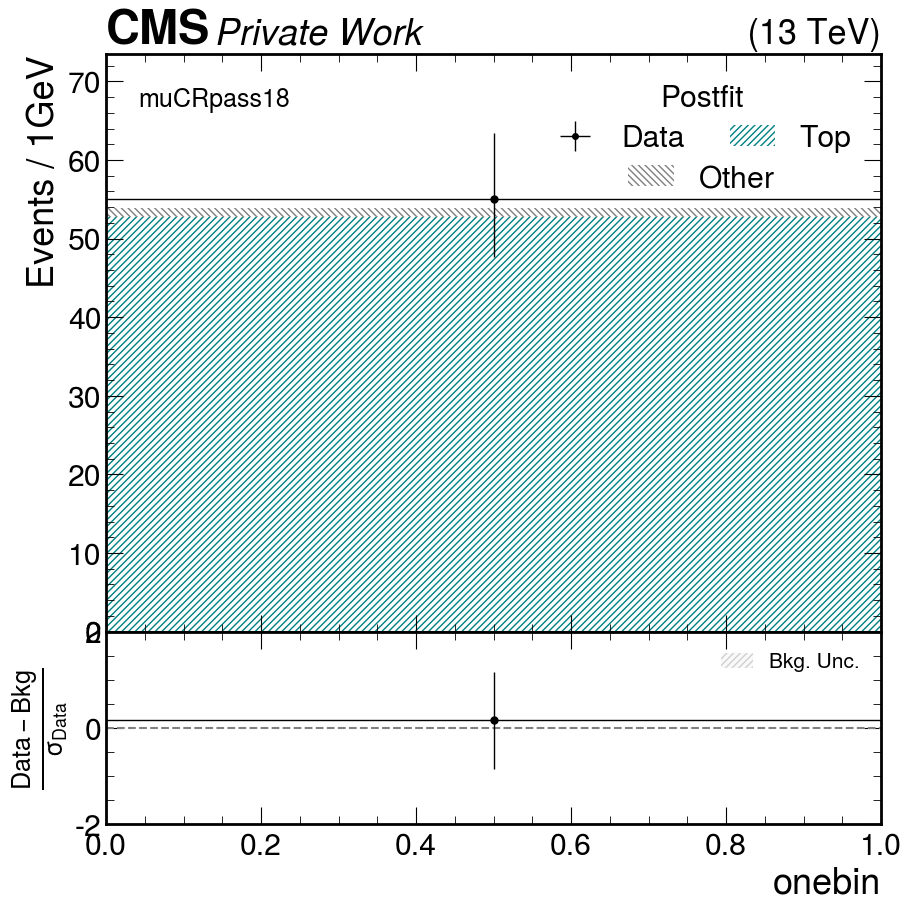 CMS Private Work (13 TeV)
Events / 1GeV
muCRpass18
Postfit
Data Top
Other
70
60
50
40
30
20
10
0
Bkg. Unc.
Data – Bkg
σData
2
0
-2
0.0 0.2 0.4 0.6 0.8 1.0
onebin